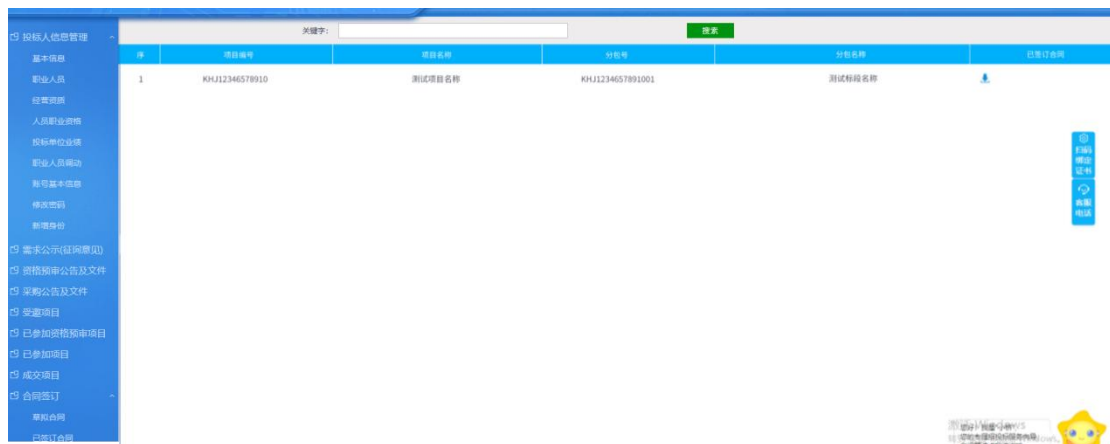 关键字:
搜索
投标人信息管理
基本信息
职业人员
经营资质
人员职业资格
投标单位业绩
职业人员调动
账号基本信息
修改密码
新增身份
需求公示(征询意见)
资格预审公告及文件
采购公告及文件
受邀项目
已参加资格预审项目
已参加项目
成交项目
合同签订
草拟合同
已签订合同
序 项目编号 项目名称 分包号 分包名称 已签订合同
1 KHJ12346578910 测试项目名称 KHJ1234657891001 测试标段名称
扫码
绑定
证书
客服
电话